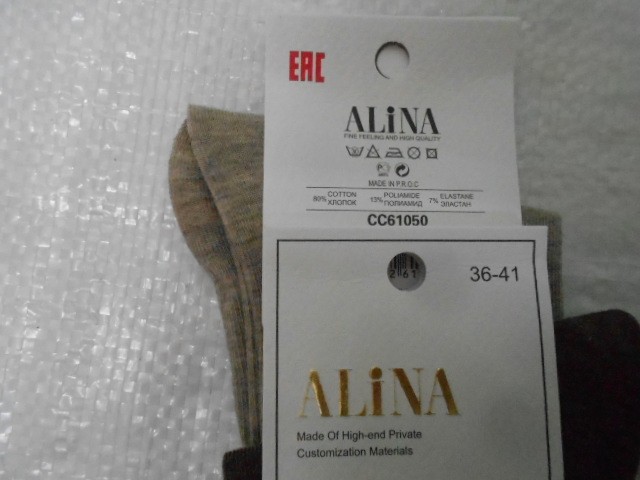 EAC
ALiNA
FINE FEELING AND HIGH QUALITY
MADE IN P.R.O.C
80% COTTON ХЛОПОК 13% POLIAMIDE ПОЛИАМИД 7% ELASTANE ЭЛАСТАН
CC61050
36-41
ALiNA
Made Of High-end Private
Customization Materials